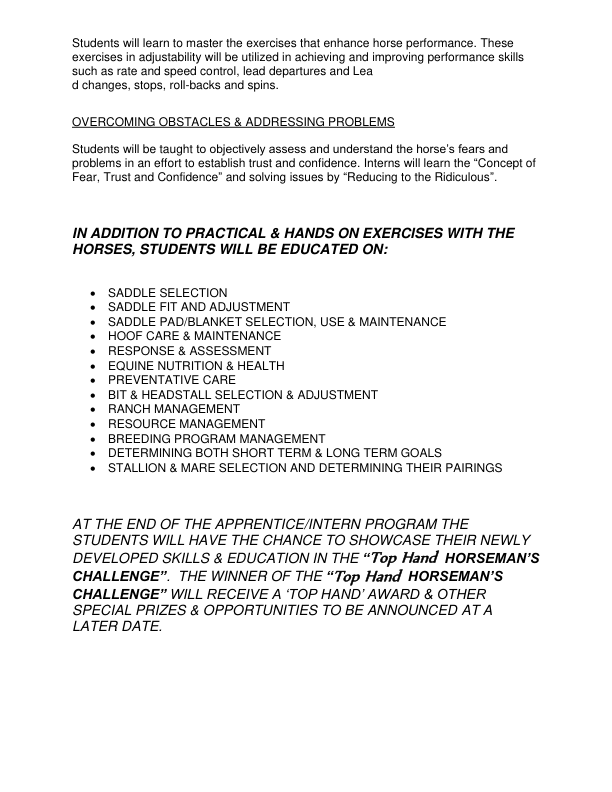 Students will learn to master the exercises that enhance horse performance. These
exercises in adjustability will be utilized in achieving and improving performance skills
such as rate and speed control, lead departures and Lea
d changes, stops, roll-backs and spins.
OVERCOMING OBSTACLES & ADDRESSING PROBLEMS
Students will be taught to objectively assess and understand the horse’s fears and
problems in an effort to establish trust and confidence. Interns will learn the “Concept of
Fear, Trust and Confidence” and solving issues by “Reducing to the Ridiculous”.
IN ADDITION TO PRACTICAL & HANDS ON EXERCISES WITH THE
HORSES, STUDENTS WILL BE EDUCATED ON:
• SADDLE SELECTION
• SADDLE FIT AND ADJUSTMENT
• SADDLE PAD/BLANKET SELECTION, USE & MAINTENANCE
• HOOF CARE & MAINTENANCE
• RESPONSE & ASSESSMENT
• EQUINE NUTRITION & HEALTH
• PREVENTATIVE CARE
• BIT & HEADSTALL SELECTION & ADJUSTMENT
• RANCH MANAGEMENT
• RESOURCE MANAGEMENT
• BREEDING PROGRAM MANAGEMENT
• DETERMINING BOTH SHORT TERM & LONG TERM GOALS
• STALLION & MARE SELECTION AND DETERMINING THEIR PAIRINGS
AT THE END OF THE APPRENTICE/INTERN PROGRAM THE
STUDENTS WILL HAVE THE CHANCE TO SHOWCASE THEIR NEWLY
DEVELOPED SKILLS & EDUCATION IN THE “Top Hand HORSEMAN’S
CHALLENGE”. THE WINNER OF THE “Top Hand HORSEMAN’S
CHALLENGE” WILL RECEIVE A ‘TOP HAND’ AWARD & OTHER
SPECIAL PRIZES & OPPORTUNITIES TO BE ANNOUNCED AT A
LATER DATE.